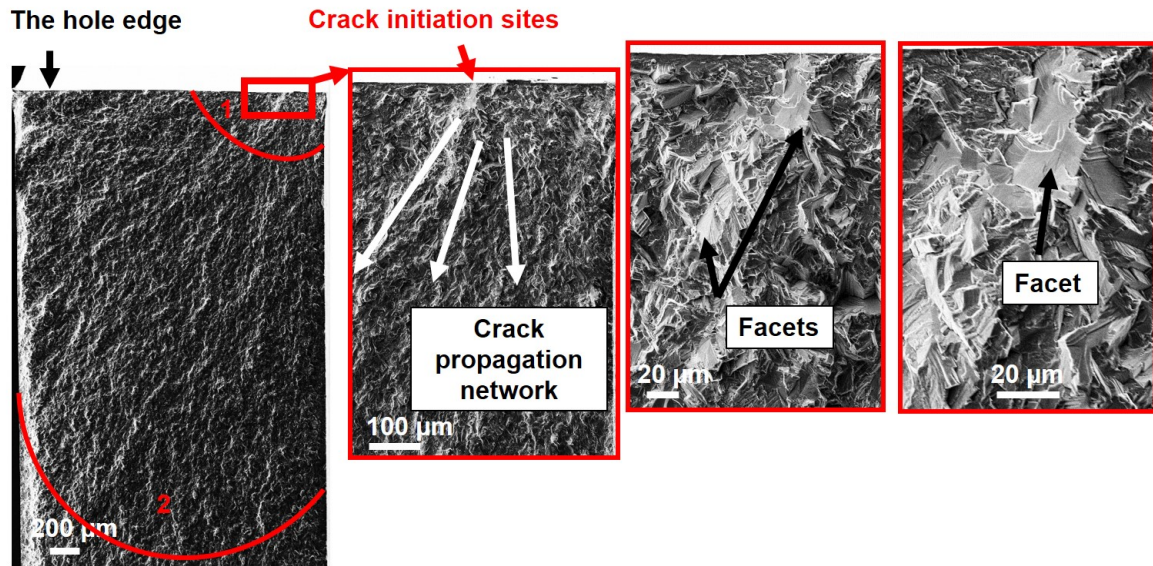 The hole edge
Crack initiation sites
1
2
200 µm
Crack
propagation
network
100 µm
Facets
20 µm
Facet
20 µm